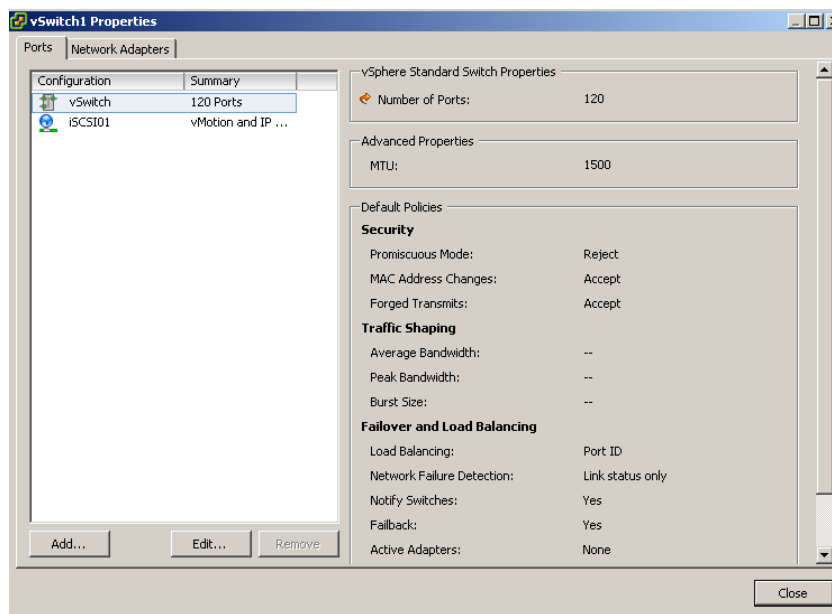 vSwitch1 Properties
Ports Network Adapters
Configuration Summary
vSwitch 120 Ports
iSCSI01 vMotion and IP ...
Add... Edit... Remove
vSphere Standard Switch Properties
Number of Ports: 120
Advanced Properties
MTU: 1500
Default Policies
Security
Promiscuous Mode: Reject
MAC Address Changes: Accept
Forged Transmits: Accept
Traffic Shaping
Average Bandwidth: --
Peak Bandwidth: --
Burst Size: --
Failover and Load Balancing
Load Balancing: Port ID
Network Failure Detection: Link status only
Notify Switches: Yes
Failback: Yes
Active Adapters: None
Close